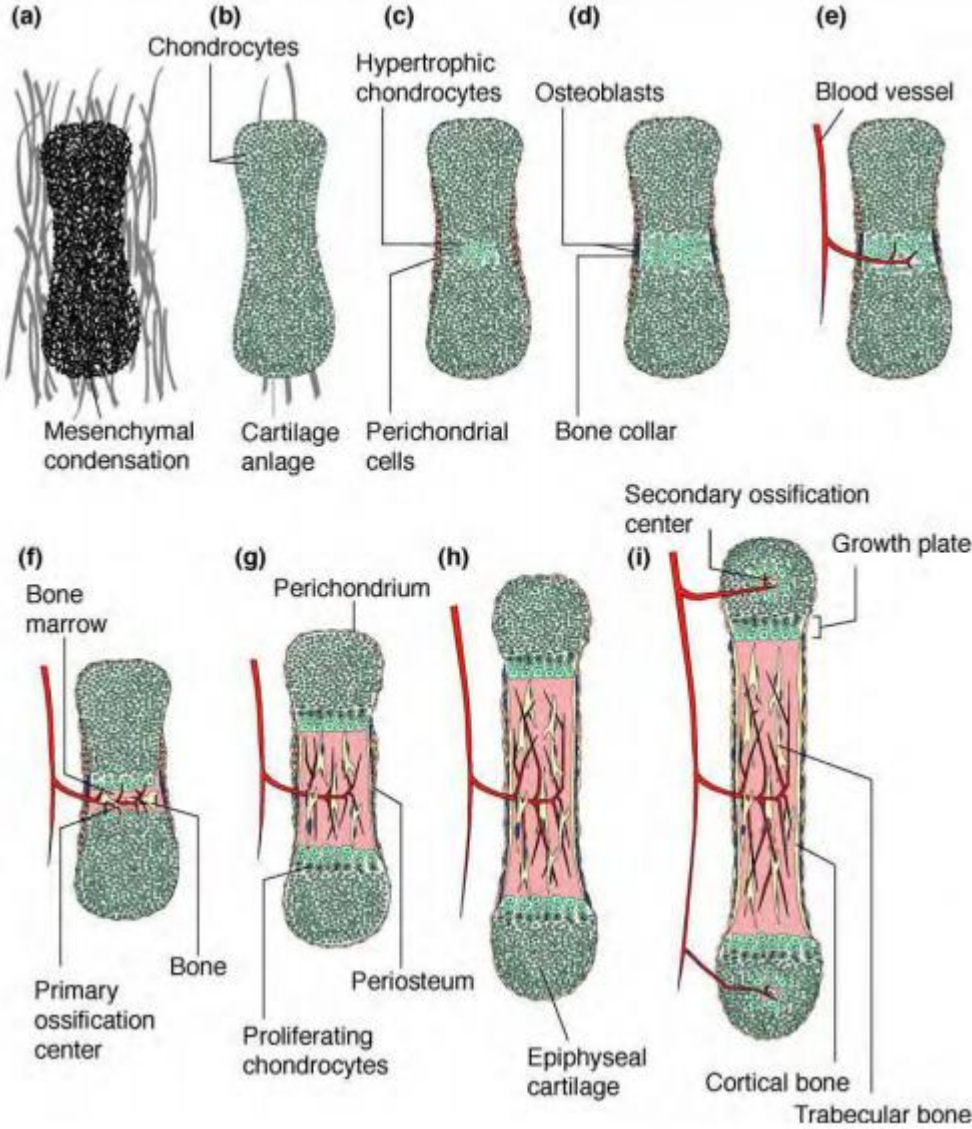 (a)
(b)
(c)
(d)
(e)
Chondrocytes
Hypertrophic
chondrocytes
Osteoblasts
Blood vessel
Mesenchymal
condensation
Cartilage
anlage
Perichondrial
cells
Bone collar
Secondary ossification
center
Growth plate
(f)
(g)
(h)
(i)
Bone
marrow
Perichondrium
Primary
ossification
center
Bone
Periosteum
Proliferating
chondrocytes
Epiphyseal
cartilage
Cortical bone
Trabecular bone